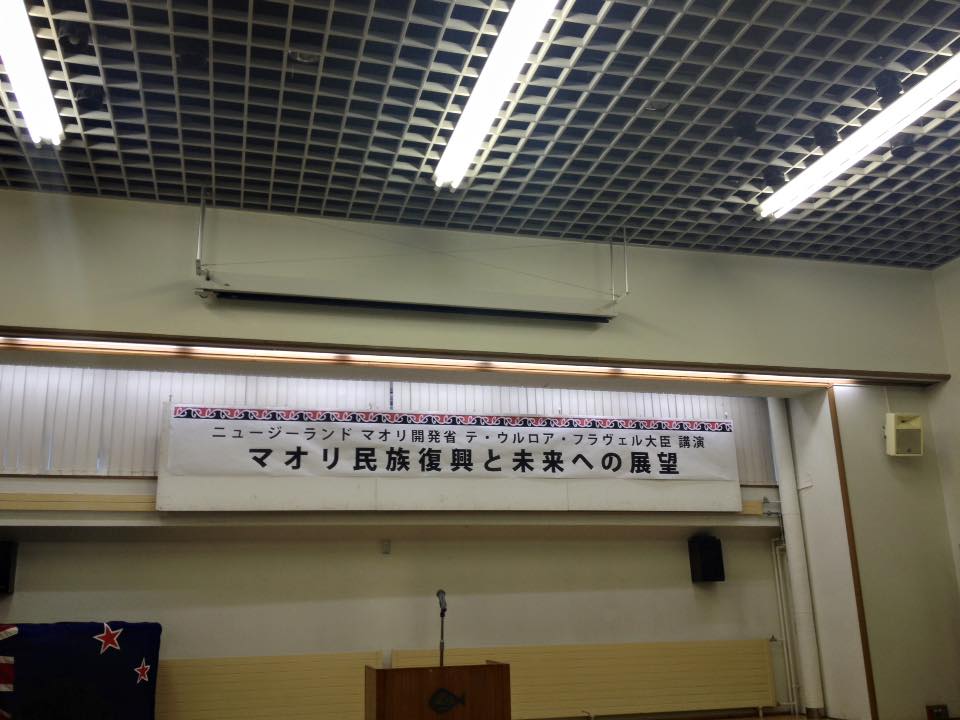 ニュージーランド マオリ開発省 テ・ウルロア・フラヴェル大臣 講演
マオリ民族復興と未来への展望